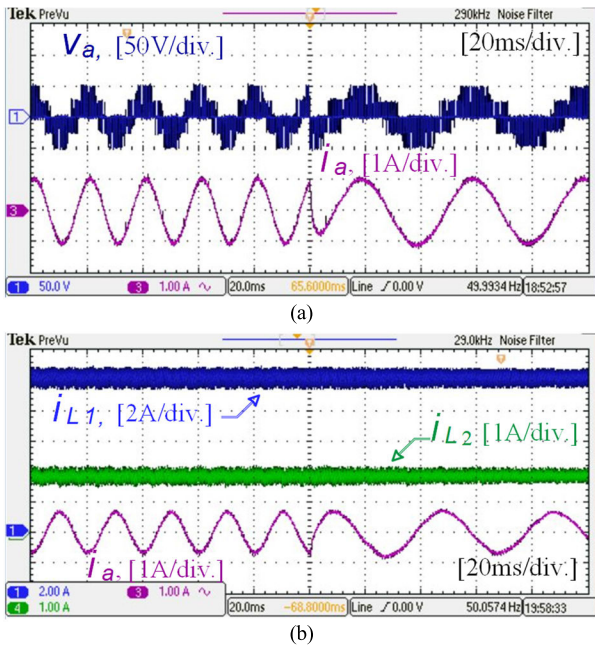 Tek PreVu 290kHz Noise Filter
Va, [50V/div.] [20ms/div.]
1
ia, [1A/div.]
3
1 50.0 V 3 1.00 A 20.0ms 65.6000ms Line 0.00 V 49.9934 Hz 18:52:57
(a)
Tek PreVu 29.0kHz Noise Filter
iL1, [2A/div.]
iL2 [1A/div.]
1
ia, [1A/div.] [20ms/div.]
1 2.00 A 3 1.00 A
4 1.00 A 20.0ms -68.8000ms Line 0.00 V 50.0574 Hz 19:58:33
(b)